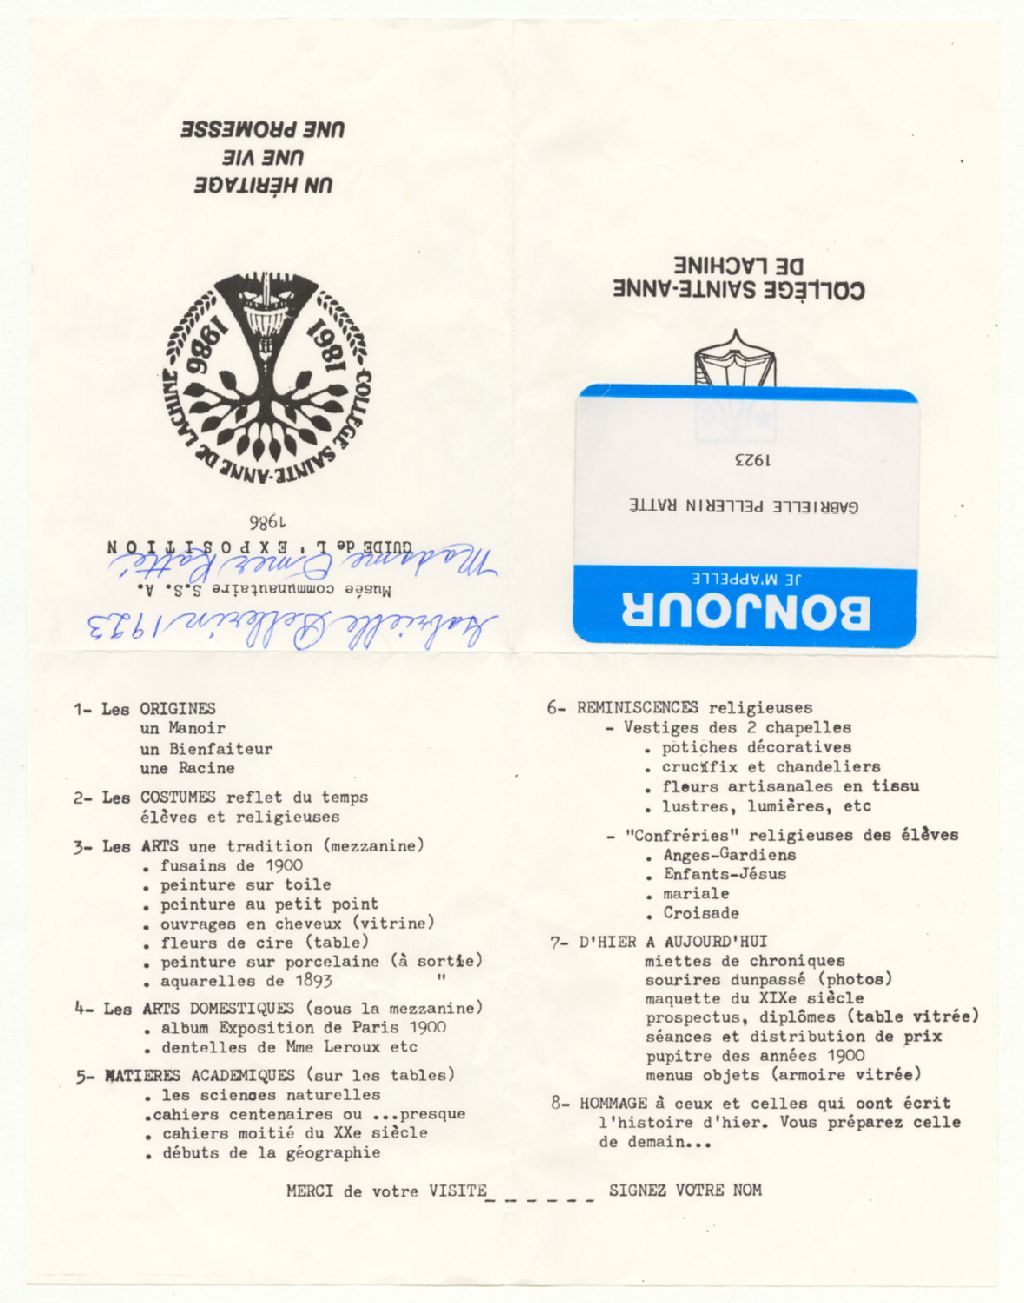 UN HÉRITAGE
UNE VIE
UNE PROMESSE
1981
1986
COLLEGE SAINTE-ANNE DE LACHINE
1986
GUIDE de L'EXPOSITION
Madame Omer Ratté
Musée communautaire S.S. A.
Gabrielle Pellerin 1923
COLLÈGE SAINTE-ANNE
DE LACHINE
BONJOUR
JE M'APPELLE
GABRIELLE PELLERIN RATTE
1923
1- Les ORIGINES
un Manoir
un Bienfaiteur
une Racine
2- Les COSTUMES reflet du temps
élèves et religieuses
3- Les ARTS une tradition (mezzanine)
. fusains de 1900
. peinture sur toile
. peinture au petit point
. ouvrages en cheveux (vitrine)
. fleurs de cire (table)
. peinture sur porcelaine (à sortie)
. aquarelles de 1893 "
4- Les ARTS DOMESTIQUES (sous la mezzanine)
. album Exposition de Paris 1900
. dentelles de Mme Leroux etc
5- MATIERES ACADEMIQUES (sur les tables)
. les sciences naturelles
.cahiers centenaires ou ...presque
. cahiers moitié du XXe siècle
. débuts de la géographie
6- REMINISCENCES religieuses
- Vestiges des 2 chapelles
. potiches décoratives
. crucifix et chandeliers
. fleurs artisanales en tissu
. lustres, lumières, etc
- "Confréries" religieuses des élèves
. Anges-Gardiens
. Enfants-Jésus
. mariale
. Croisade
7- D'HIER A AUJOURD'HUI
miettes de chroniques
sourires dunpassé (photos)
maquette du XIXe siècle
prospectus, diplômes (table vitrée)
séances et distribution de prix
pupitre des années 1900
menus objets (armoire vitrée)
8- HOMMAGE à ceux et celles qui oont écrit
l'histoire d'hier. Vous préparez celle
de demain...
MERCI de votre VISITE_ _ _ _ _ _ SIGNEZ VOTRE NOM